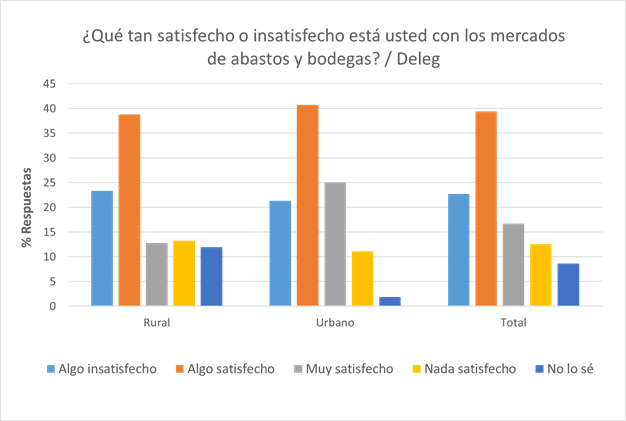 ¿Qué tan satisfecho o insatisfecho está usted con los mercados
de abastos y bodegas? / Deleg
45
40
35
30
25
20
15
10
5
0
% Respuestas
Rural Urbano Total
Algo insatisfecho Algo satisfecho Muy satisfecho Nada satisfecho No lo sé